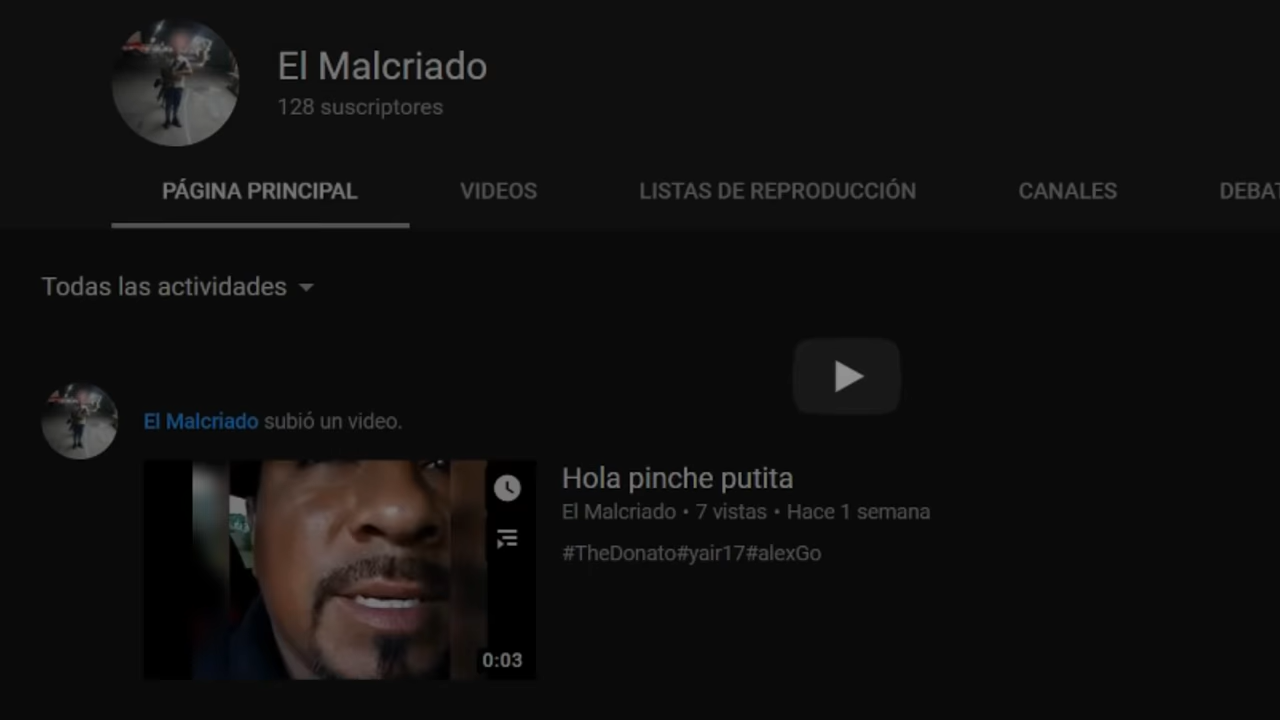 El Malcriado
128 suscriptores
PÁGINA PRINCIPAL VIDEOS LISTAS DE REPRODUCCIÓN CANALES DEBAT
Todas las actividades
El Malcriado subió un video.
Hola pinche putita
El Malcriado • 7 vistas • Hace 1 semana
#TheDonato#yair17#alexGo
0:03